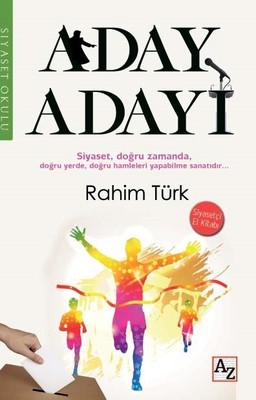 SİYASET OKULU
ADAY
ADAYI
Siyaset, doğru zamanda,
doğru yerde, doğru hamleleri yapabilme sanatıdır...
Rahim Türk
Siyasetçi
El Kitabı
AZ